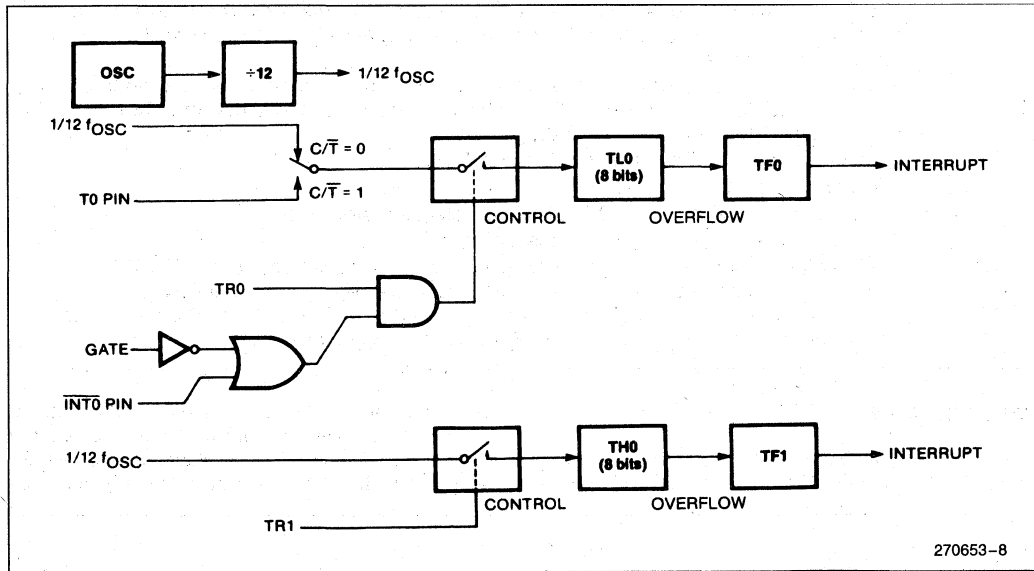 OSC
÷12
1/12 fOSC
1/12 fOSC
C/T̅ = 0
T0 PIN
C/T̅ = 1
CONTROL
TL0
(8 bits)
OVERFLOW
TF0
INTERRUPT
TR0
GATE
I̅N̅T̅0̅ PIN
1/12 fOSC
CONTROL
TH0
(8 bits)
OVERFLOW
TF1
INTERRUPT
TR1
270653–8